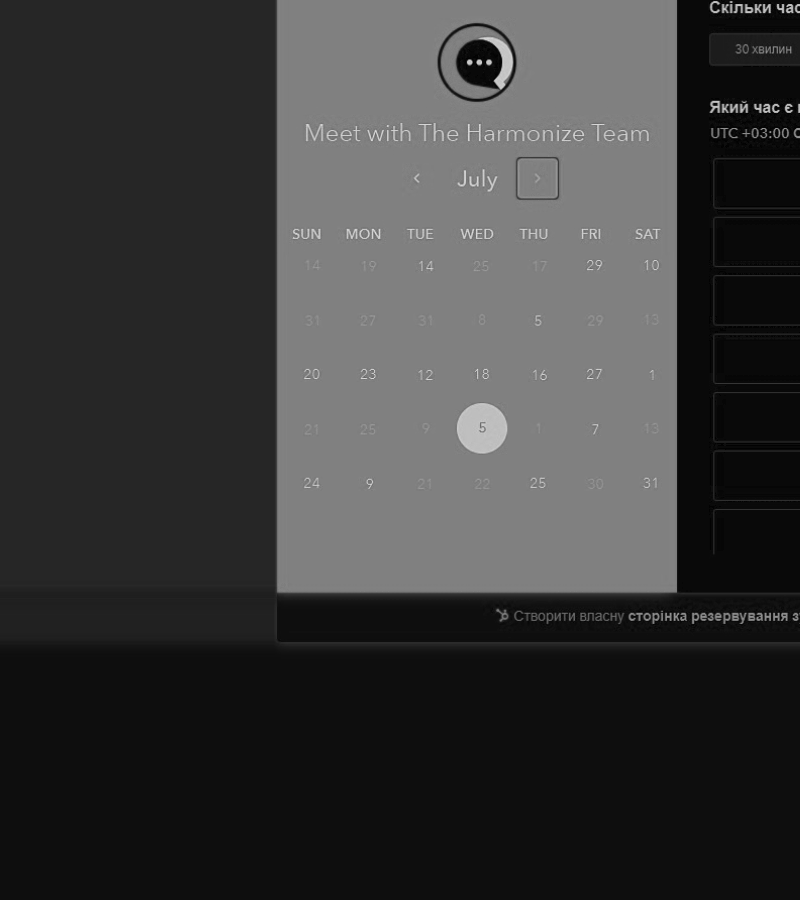 Скільки час
30 хвилин
Який час є
UTC +03:00
Meet with The Harmonize Team
July
SUN MON TUE WED THU FRI SAT
14 19 14 25 17 29 10
31 27 31 8 5 29 13
20 23 12 18 16 27 1
21 25 9 5 1 7 13
24 9 21 22 25 30 31
Створити власну сторінка резервування